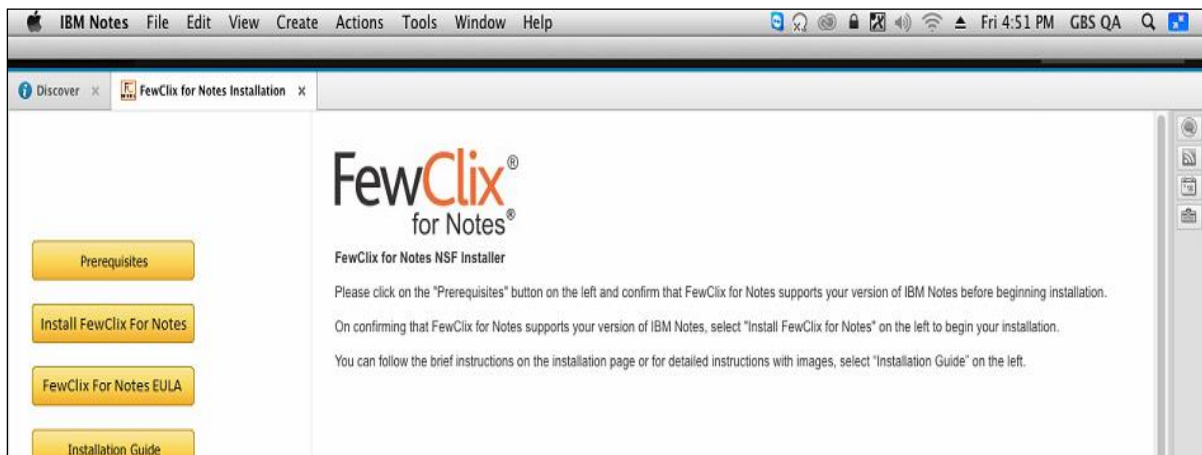 IBM Notes File Edit View Create Actions Tools Window Help Fri 4:51 PM GBS QA
Discover × FewClix for Notes Installation ×
FewClix®
for Notes®
FewClix for Notes NSF Installer
Please click on the "Prerequisites" button on the left and confirm that FewClix for Notes supports your version of IBM Notes before beginning installation.
On confirming that FewClix for Notes supports your version of IBM Notes, select "Install FewClix for Notes" on the left to begin your installation.
You can follow the brief instructions on the installation page or for detailed instructions with images, select "Installation Guide" on the left.
Prerequisites
Install FewClix For Notes
FewClix For Notes EULA
Installation Guide